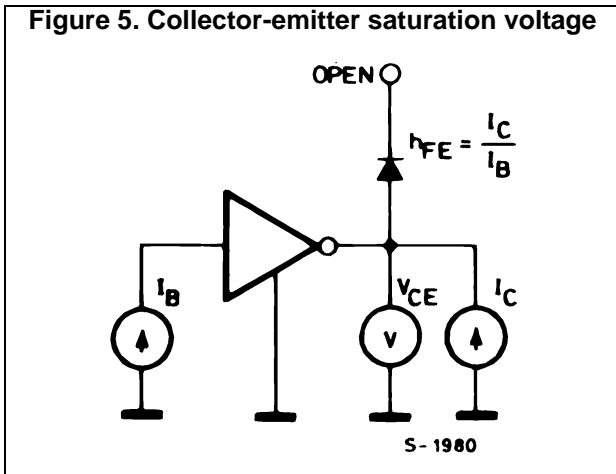 Figure 5. Collector-emitter saturation voltage
OPEN
hFE = IC / IB
IB
VCE
IC
V
S-1980